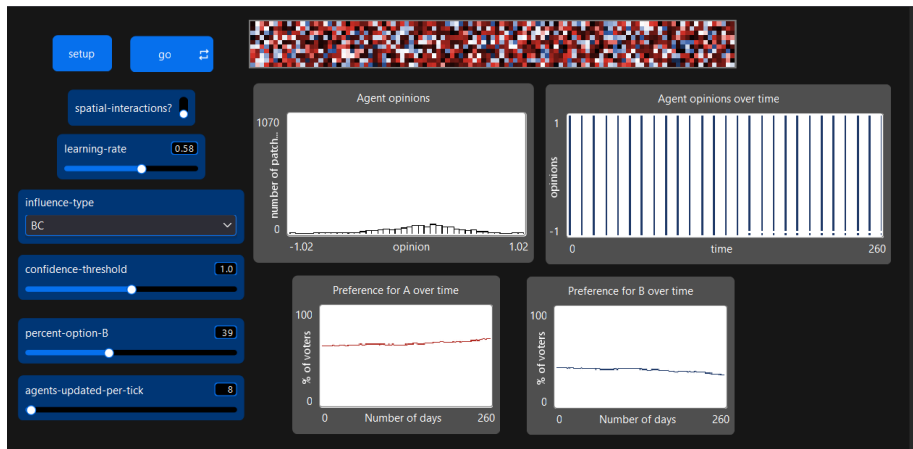 setup
go
spatial-interactions?
learning-rate 0.58
influence-type
BC
confidence-threshold 1.0
percent-option-B 39
agents-updated-per-tick 8
Agent opinions
1070
number of patch...
0
-1.02 opinion 1.02
Agent opinions over time
1
opinions
-1
0 time 260
Preference for A over time
100
% of voters
0
0 Number of days 260
Preference for B over time
100
% of voters
0
0 Number of days 260